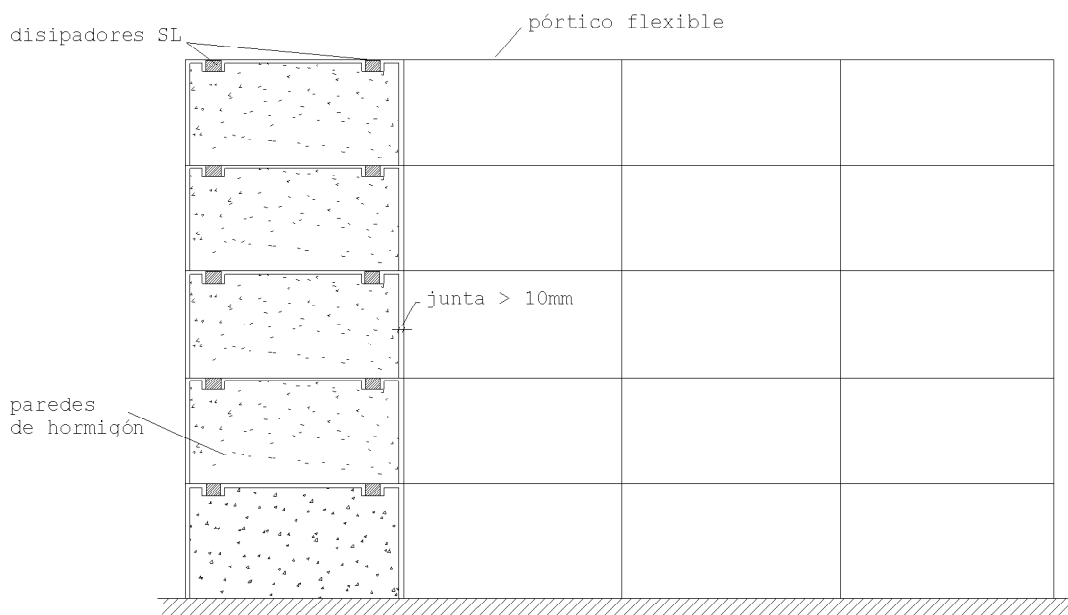 pórtico flexible
disipadores SL
junta > 10mm
paredes
de hormigón